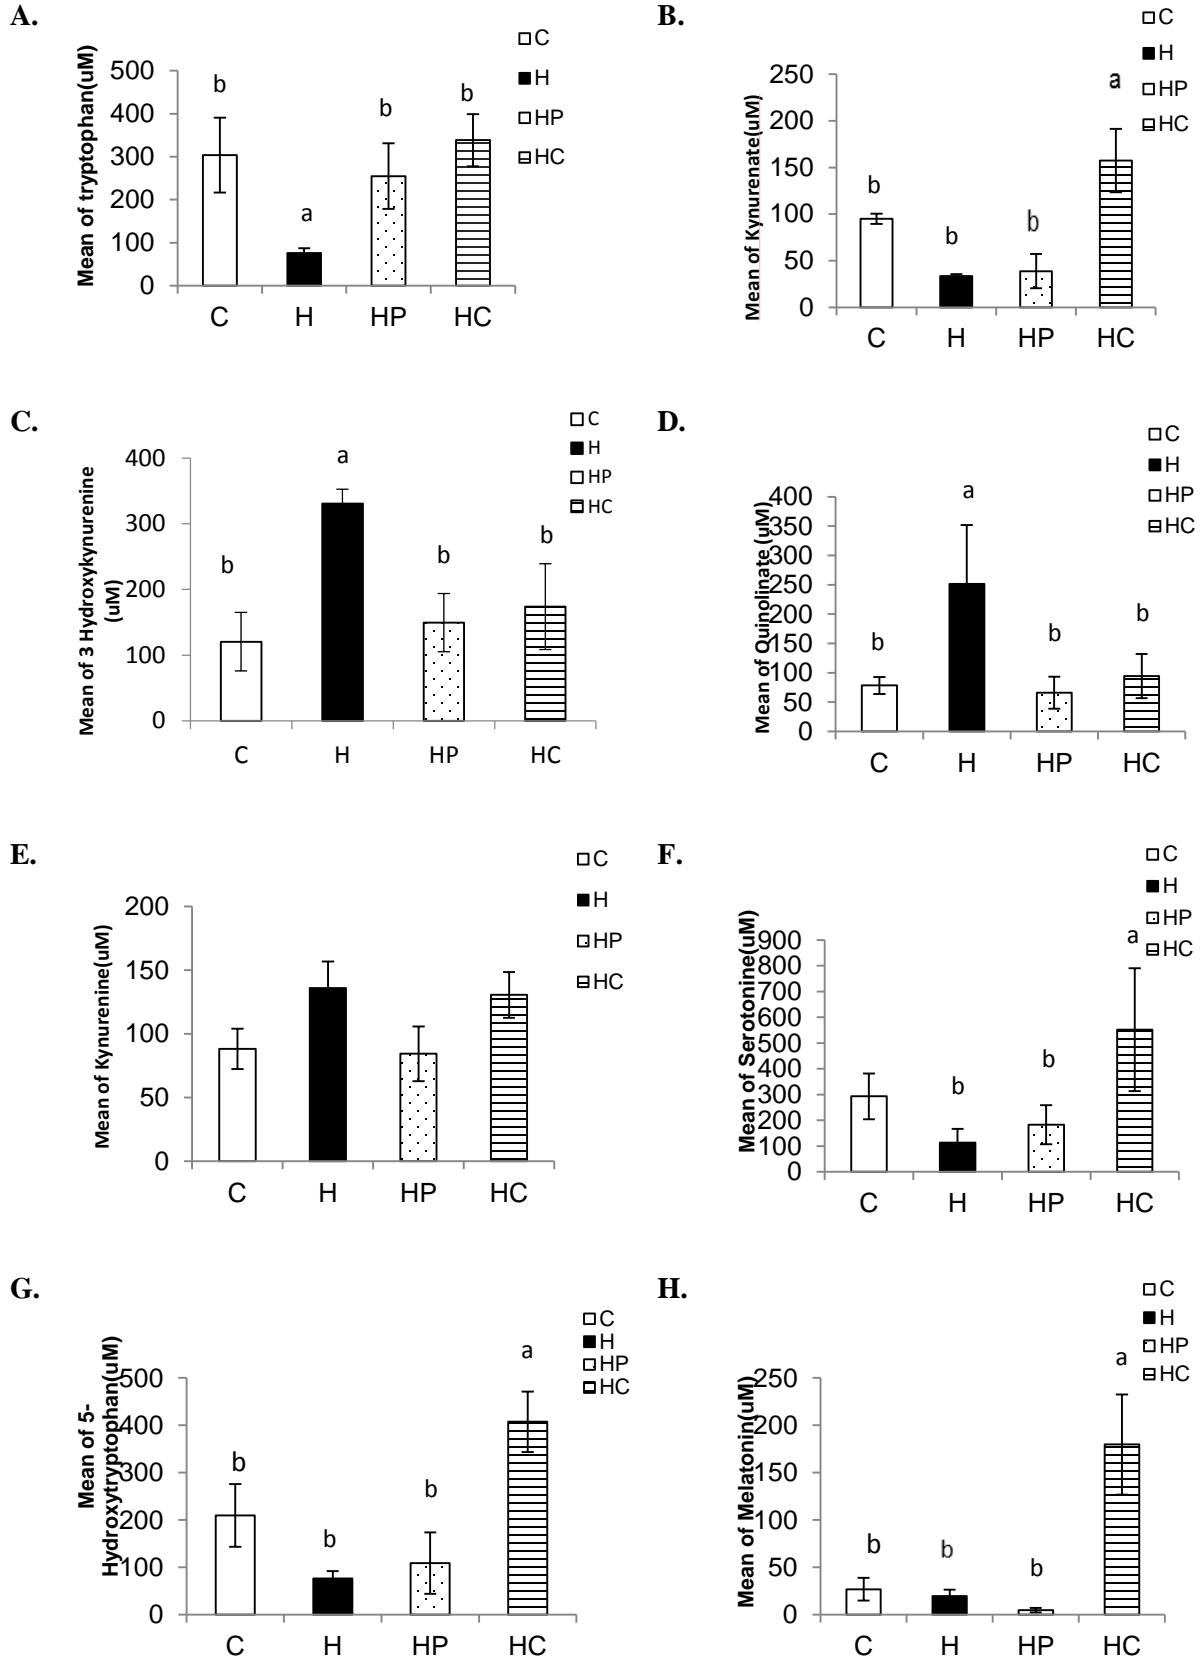 A.
Mean of tryptophan(uM)
500
400
300
200
100
0
b
a
b
b
C
H
HP
HC
C
H
HP
HC
B.
Mean of Kynurenate(uM)
250
200
150
100
50
0
b
b
b
a
C
H
HP
HC
C
H
HP
HC
C.
Mean of 3 Hydroxykynurenine
(uM)
400
300
200
100
0
b
a
b
b
C
H
HP
HC
C
H
HP
HC
D.
Mean of Quinolinate (uM)
400
350
300
250
200
150
100
50
0
b
a
b
b
C
H
HP
HC
C
H
HP
HC
E.
Mean of Kynurenine(uM)
200
150
100
50
0
C
H
HP
HC
C
H
HP
HC
F.
Mean of Serotonine(uM)
900
800
700
600
500
400
300
200
100
0
b
b
a
C
H
HP
HC
C
H
HP
HC
G.
Mean of 5-
Hydroxytryptophan(uM)
500
400
300
200
100
0
b
b
b
a
C
H
HP
HC
C
H
HP
HC
H.
Mean of Melatonin(uM)
250
200
150
100
50
0
b
b
b
a
C
H
HP
HC
C
H
HP
HC